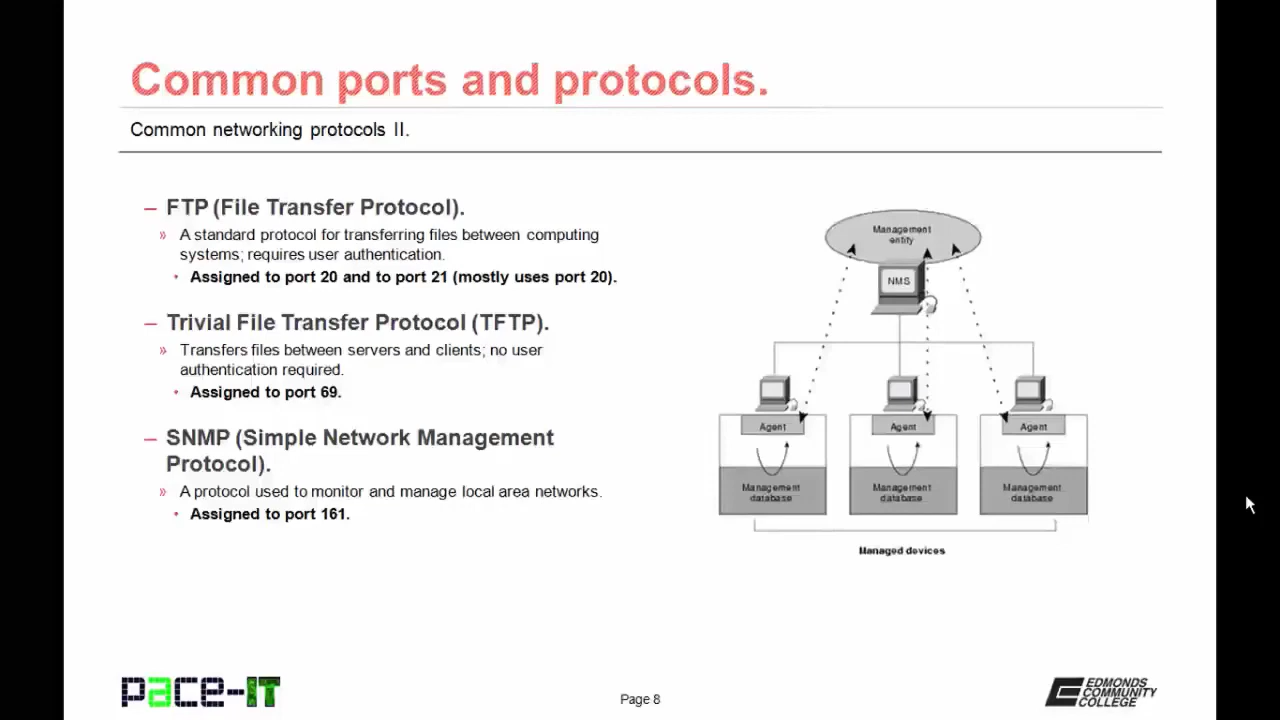 Common ports and protocols.
Common networking protocols II.
– FTP (File Transfer Protocol).
» A standard protocol for transferring files between computing
systems; requires user authentication.
• Assigned to port 20 and to port 21 (mostly uses port 20).
– Trivial File Transfer Protocol (TFTP).
» Transfers files between servers and clients; no user
authentication required.
• Assigned to port 69.
– SNMP (Simple Network Management
Protocol).
» A protocol used to monitor and manage local area networks.
• Assigned to port 161.
Management
entity
NMS
Agent
Agent
Agent
Management
database
Management
database
Management
database
Managed devices
pace-IT
Page 8
EDMONDS
COMMUNITY
COLLEGE